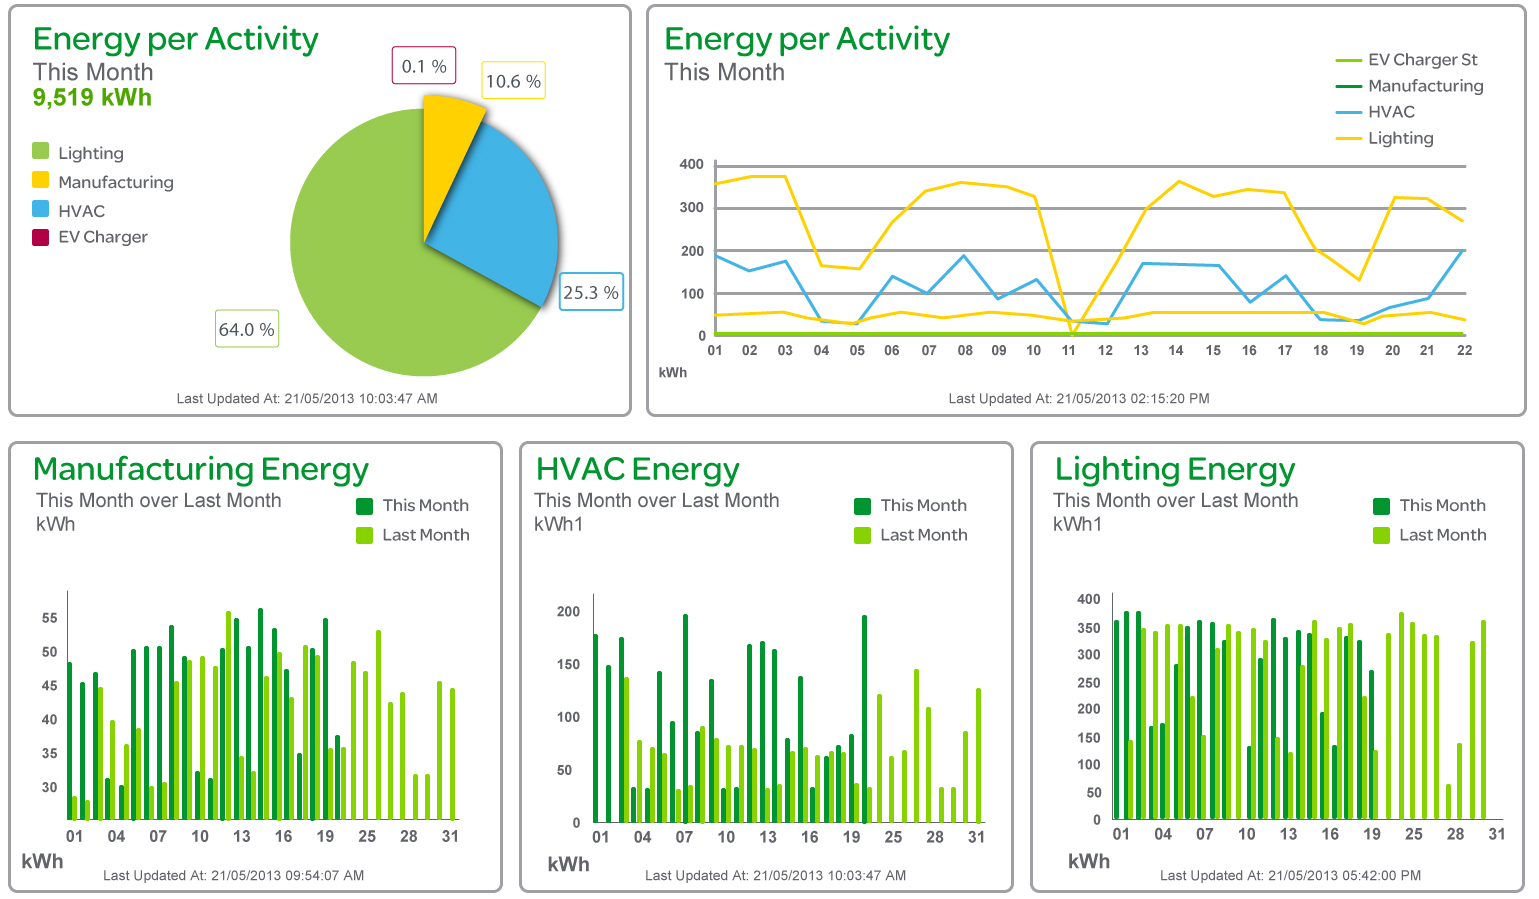 Energy per Activity
This Month
9,519 kWh
Lighting
Manufacturing
HVAC
EV Charger
0.1 %
10.6 %
25.3 %
64.0 %
Last Updated At: 21/05/2013 10:03:47 AM
Energy per Activity
This Month
EV Charger St
Manufacturing
HVAC
Lighting
400
300
200
100
0
01 02 03 04 05 06 07 08 09 10 11 12 13 14 15 16 17 18 19 20 21 22
kWh
Last Updated At: 21/05/2013 02:15:20 PM
Manufacturing Energy
This Month over Last Month
kWh
This Month
Last Month
55
50
45
40
35
30
01 04 07 10 13 16 19 25 28 31
kWh
Last Updated At: 21/05/2013 09:54:07 AM
HVAC Energy
This Month over Last Month
kWh1
This Month
Last Month
200
150
100
50
0
01 04 07 10 13 16 19 25 28 31
kWh
Last Updated At: 21/05/2013 10:03:47 AM
Lighting Energy
This Month over Last Month
kWh1
This Month
Last Month
400
350
300
250
200
150
100
50
0
01 04 07 10 13 16 19 25 28 31
kWh
Last Updated At: 21/05/2013 05:42:00 PM